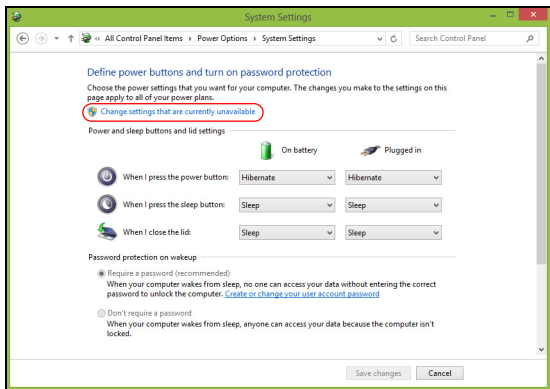 System Settings
« All Control Panel Items ▸ Power Options ▸ System Settings
Search Control Panel
Define power buttons and turn on password protection
Choose the power settings that you want for your computer. The changes you make to the settings on this
page apply to all of your power plans.
Change settings that are currently unavailable
Power and sleep buttons and lid settings
On battery Plugged in
When I press the power button: Hibernate Hibernate
When I press the sleep button: Sleep Sleep
When I close the lid: Sleep Sleep
Password protection on wakeup
Require a password (recommended)
When your computer wakes from sleep, no one can access your data without entering the correct
password to unlock the computer. Create or change your user account password
Don't require a password
When your computer wakes from sleep, anyone can access your data because the computer isn't
locked.
Save changes Cancel